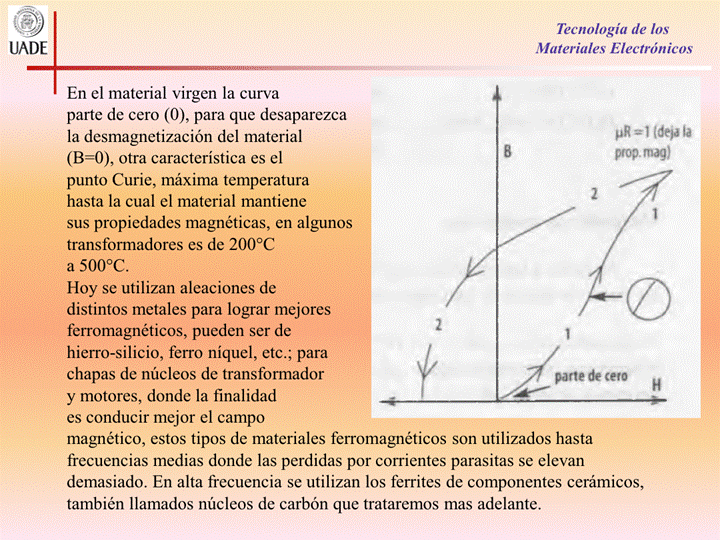 UADE
Tecnología de los
Materiales Electrónicos
En el material virgen la curva
parte de cero (0), para que desaparezca
la desmagnetización del material
(B=0), otra característica es el
punto Curie, máxima temperatura
hasta la cual el material mantiene
sus propiedades magnéticas, en algunos
transformadores es de 200°C
a 500°C.
Hoy se utilizan aleaciones de
distintos metales para lograr mejores
ferromagnéticos, pueden ser de
hierro-silicio, ferro níquel, etc.; para
chapas de núcleos de transformador
y motores, donde la finalidad
es conducir mejor el campo
magnético, estos tipos de materiales ferromagnéticos son utilizados hasta
frecuencias medias donde las perdidas por corrientes parasitas se elevan
demasiado. En alta frecuencia se utilizan los ferrites de componentes cerámicos,
también llamados núcleos de carbón que trataremos mas adelante.
B
μR=1 (deja la
prop. mag)
2
1
2
1
parte de cero
H